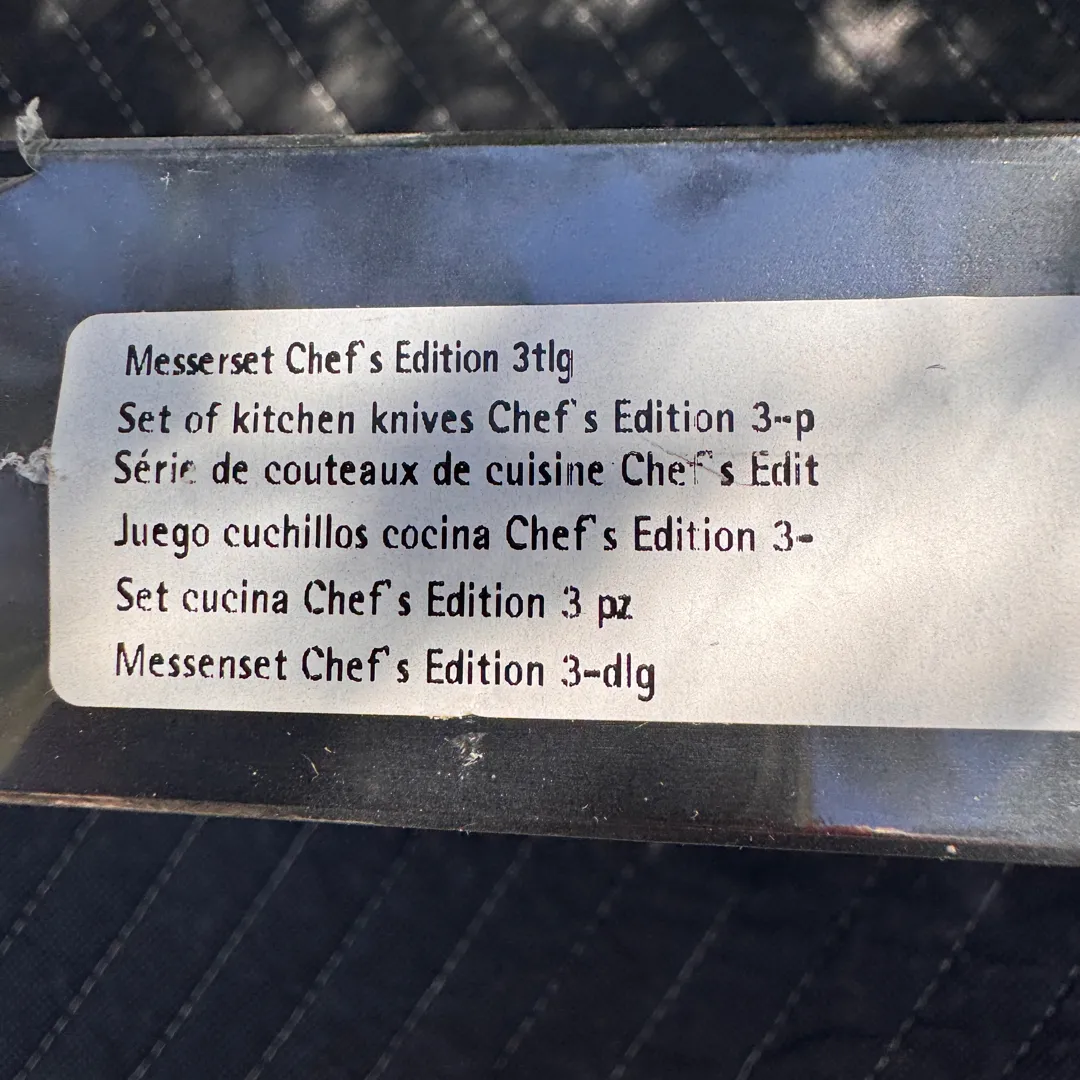 Messerset Chef`s Edition 3tlg
Set of kitchen knives Chef`s Edition 3--p
Série de couteaux de cuisine Chef`s Edit
Juego cuchillos cocina Chef`s Edition 3-
Set cucina Chef`s Edition 3 pz
Messenset Chef`s Edition 3-dlg